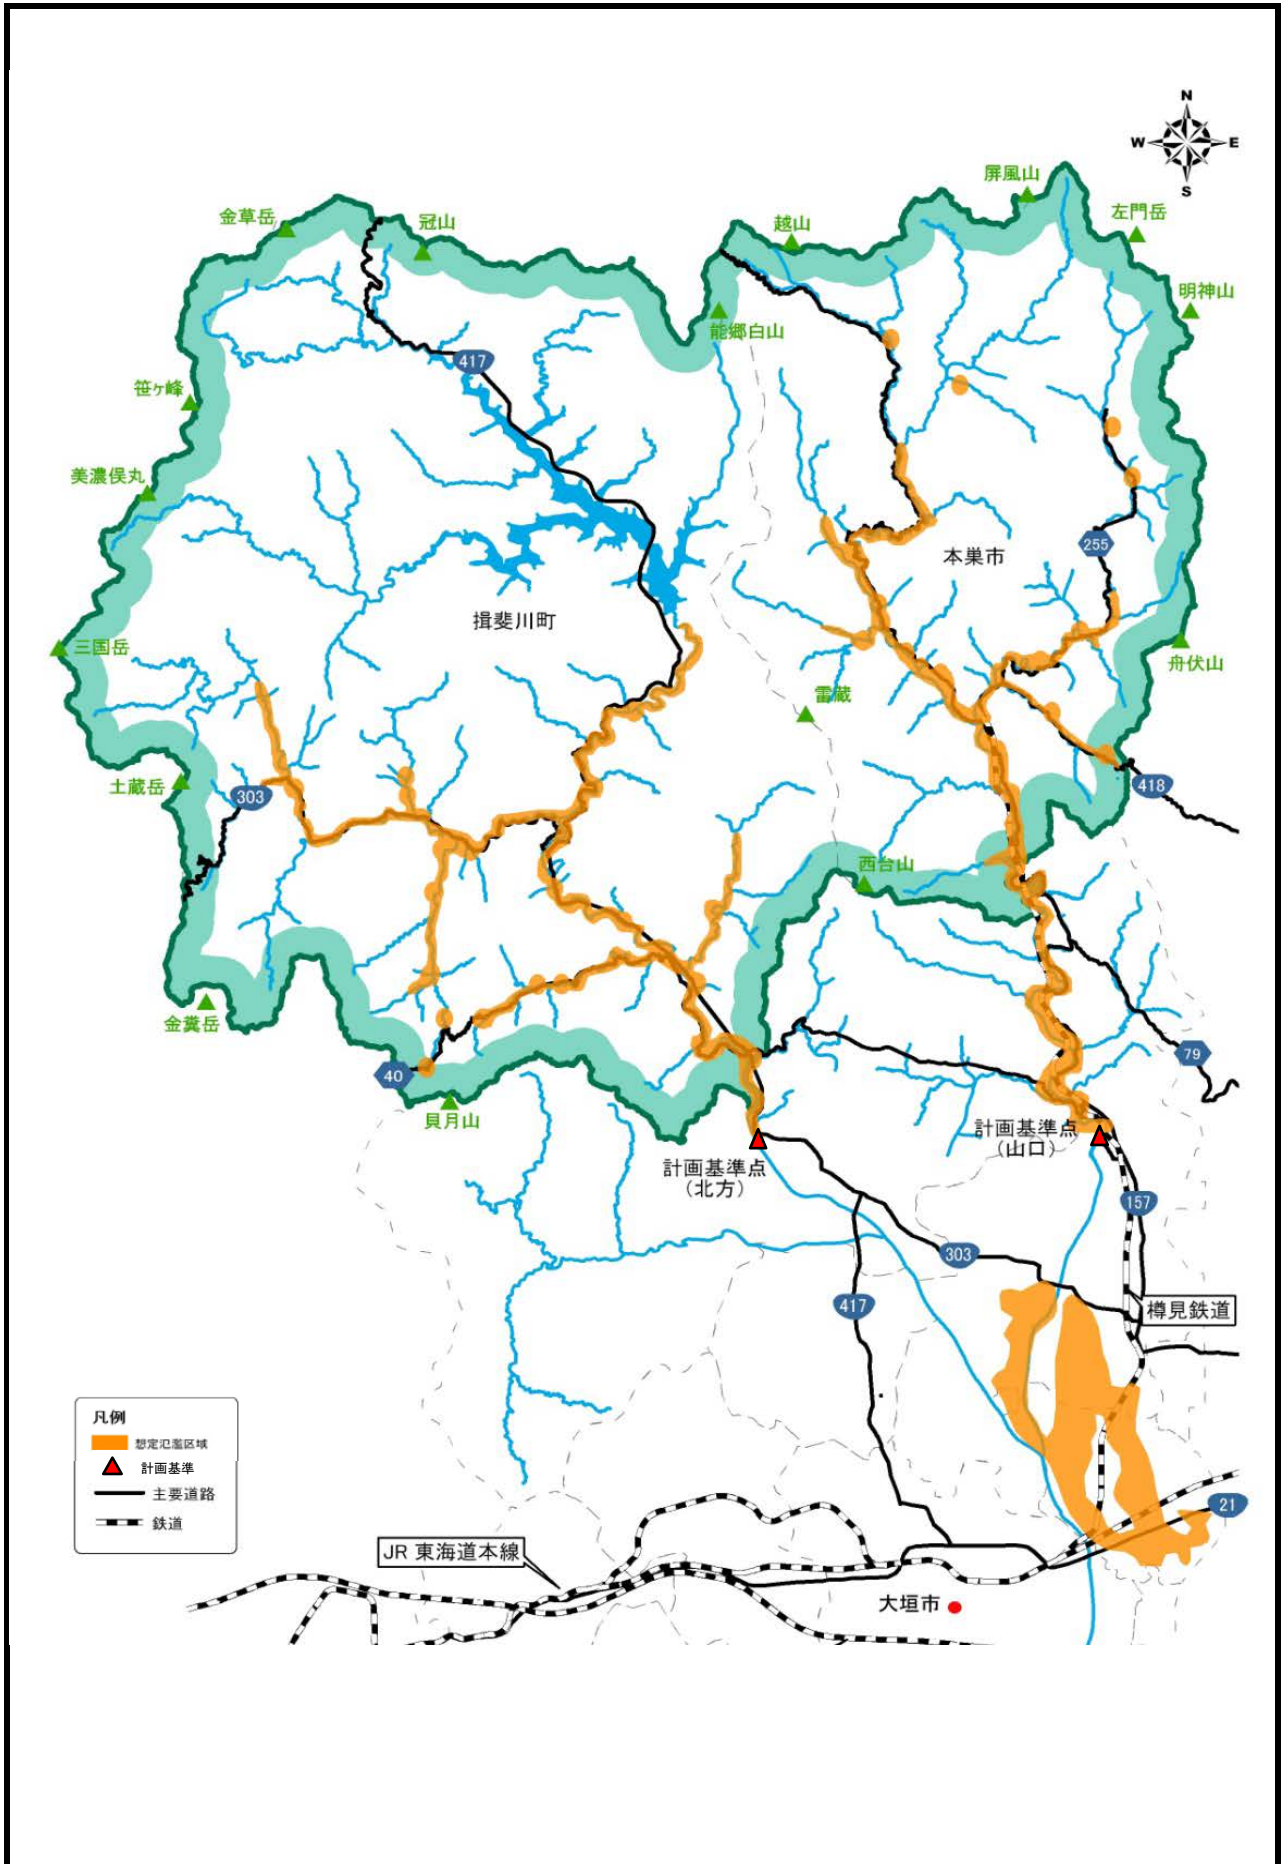 N
W
E
S
屏風山
左門岳
金草岳
冠山
越山
明神山
能郷白山
417
笹ヶ峰
美濃俣丸
255
本巣市
揖斐川町
三国岳
舟伏山
雷蔵
土蔵岳
303
418
西台山
金糞岳
79
40
貝月山
計画基準点
(山口)
計画基準点
(北方)
157
303
417
樽見鉄道
凡例
想定氾濫区域
計画基準
主要道路
鉄道
21
JR 東海道本線
大垣市